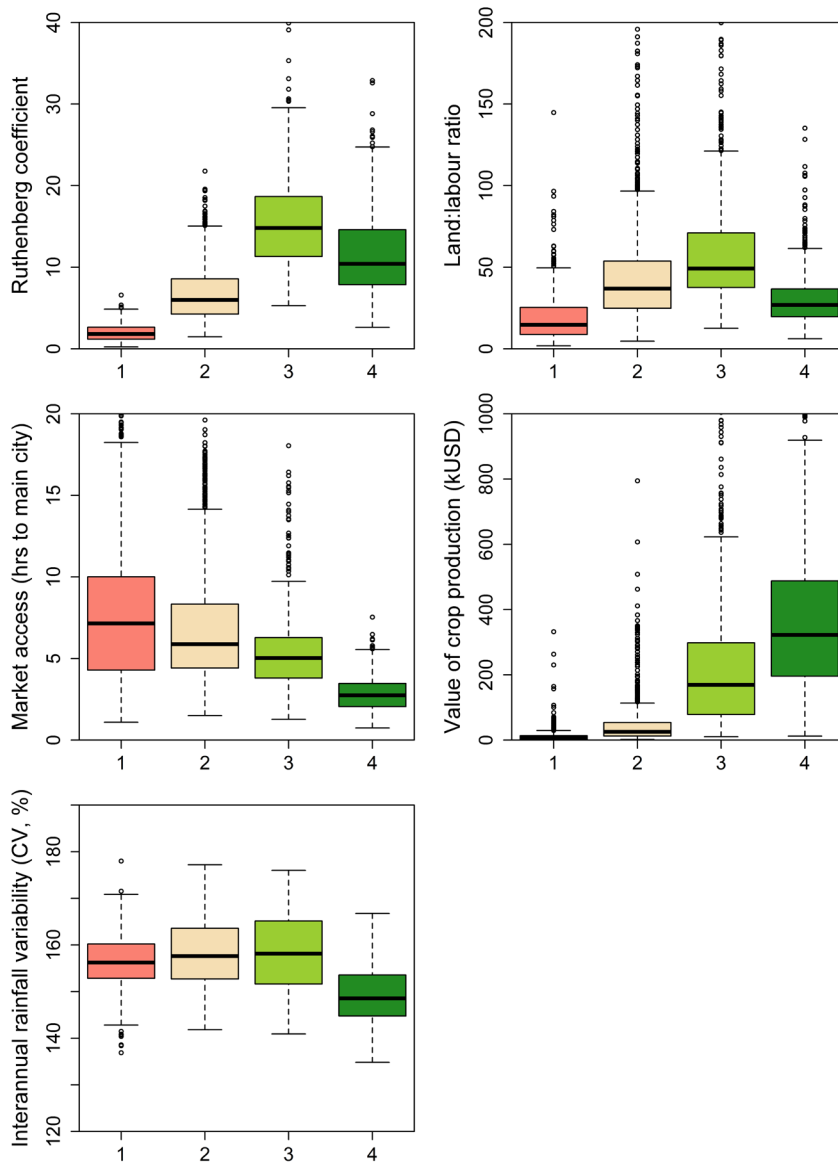 Ruthenberg coefficient
0 10 20 30 40
1 2 3 4
Land:labour ratio
0 50 100 150 200
1 2 3 4
Market access (hrs to main city)
0 5 10 15 20
1 2 3 4
Value of crop production (kUSD)
0 200 400 600 800 1000
1 2 3 4
Interannual rainfall variability (CV, %)
120 140 160 180
1 2 3 4